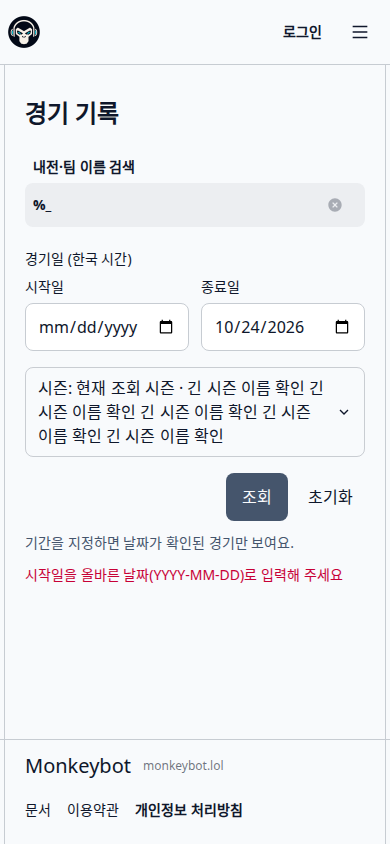 로그인
경기 기록
내전·팀 이름 검색
%_
경기일 (한국 시간)
시작일 종료일
mm/dd/yyyy 10/24/2026
시즌: 현재 조회 시즌 · 긴 시즌 이름 확인 긴
시즌 이름 확인 긴 시즌 이름 확인 긴 시즌
이름 확인 긴 시즌 이름 확인
조회 초기화
기간을 지정하면 날짜가 확인된 경기만 보여요.
시작일을 올바른 날짜(YYYY-MM-DD)로 입력해 주세요
Monkeybot monkeybot.lol
문서 이용약관 개인정보 처리방침